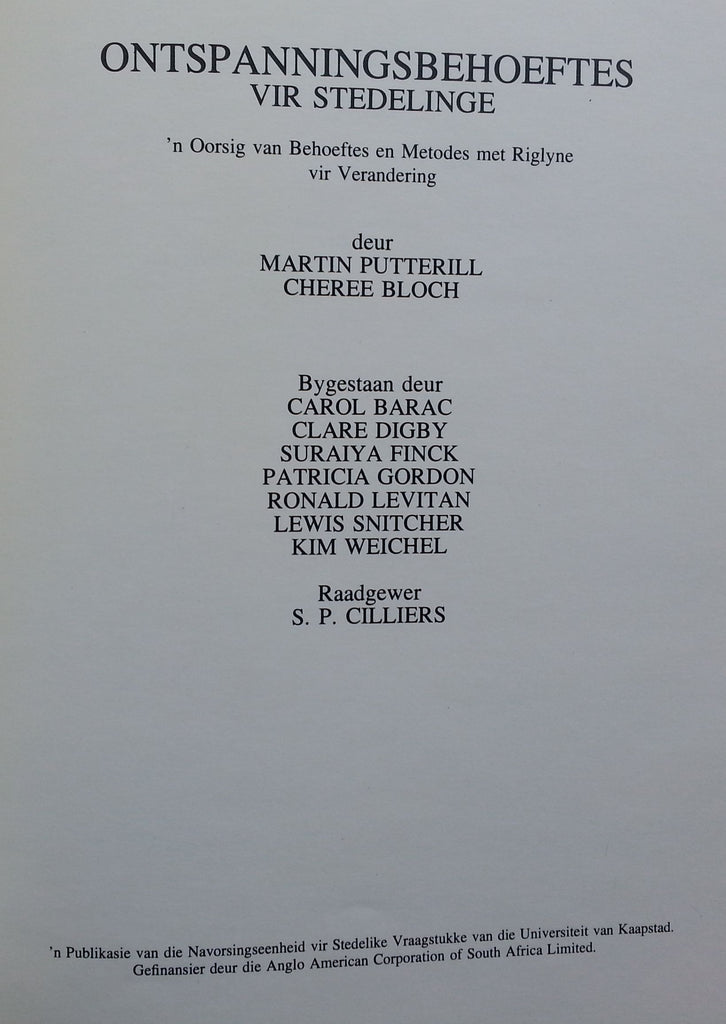 ONTSPANNINGSBEHOEFTES
VIR STEDELINGE
'n Oorsig van Behoeftes en Metodes met Riglyne
vir Verandering
deur
MARTIN PUTTERILL
CHEREE BLOCH
Bygestaan deur
CAROL BARAC
CLARE DIGBY
SURAIYA FINCK
PATRICIA GORDON
RONALD LEVITAN
LEWIS SNITCHER
KIM WEICHEL
Raadgewer
S. P. CILLIERS
'n Publikasie van die Navorsingseenheid vir Stedelike Vraagstukke van die Universiteit van Kaapstad.
Gefinansier deur die Anglo American Corporation of South Africa Limited.